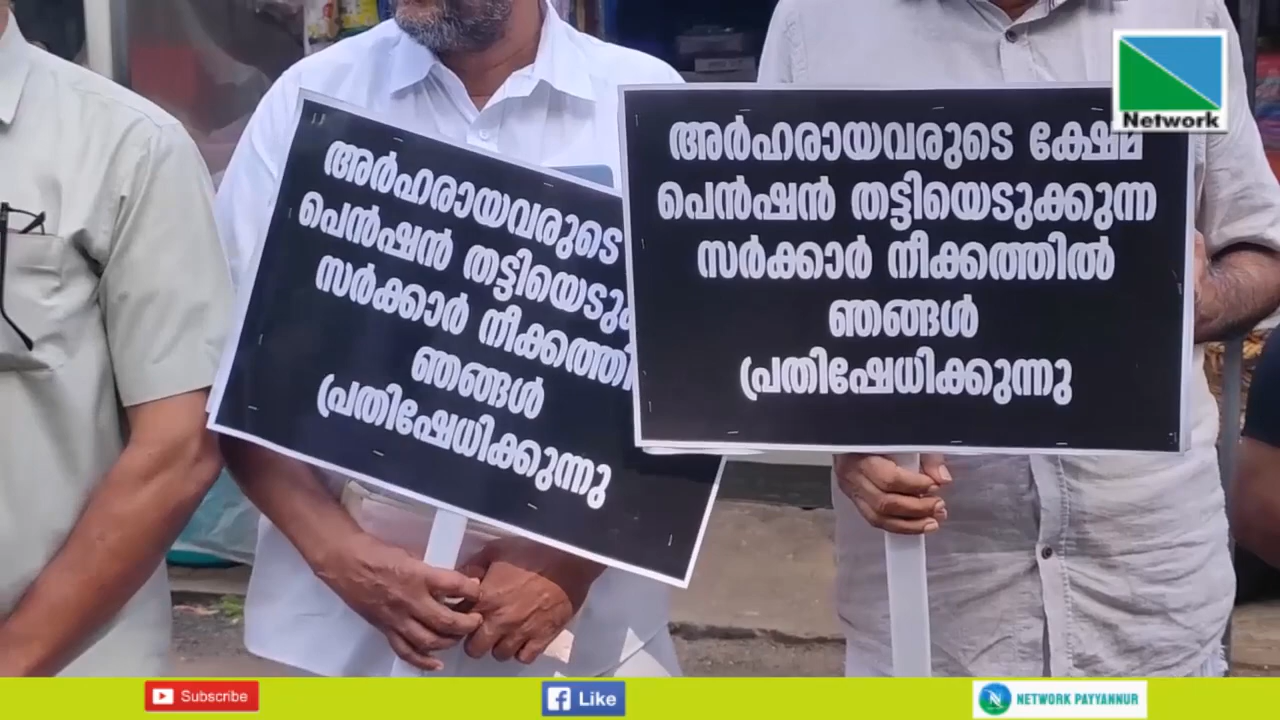 അർഹരായവരുടെ
പെൻഷൻ തട്ടിയെടു
സർക്കാർ നീക്കത്തി
ഞങ്ങൾ
പ്രതിഷേധിക്കുന്നു
അർഹരായവരുടെ ക്ഷേമ
പെൻഷൻ തട്ടിയെടുക്കുന്ന
സർക്കാർ നീക്കത്തിൽ
ഞങ്ങൾ
പ്രതിഷേധിക്കുന്നു
Network
Subscribe
Like
NETWORK PAYYANNUR